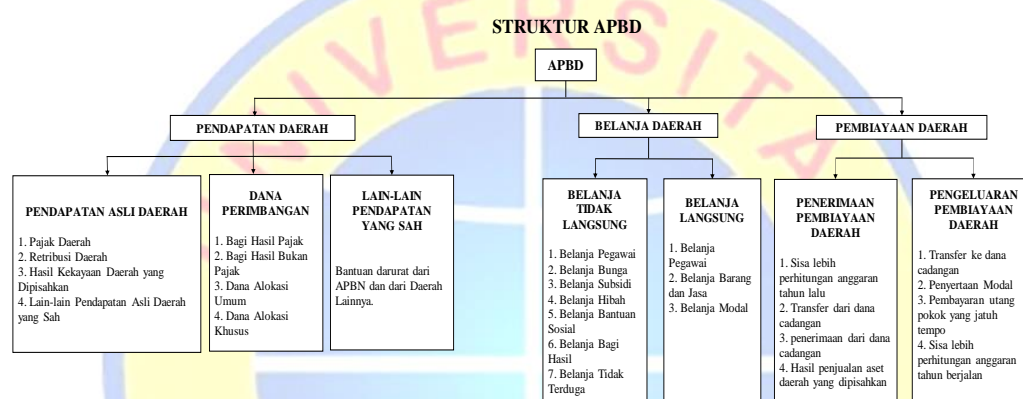 STRUKTUR APBD
APBD
PENDAPATAN DAERAH
BELANJA DAERAH
PEMBIAYAAN DAERAH
PENDAPATAN ASLI DAERAH
1. Pajak Daerah
2. Retribusi Daerah
3. Hasil Kekayaan Daerah yang
Dipisahkan
4. Lain-lain Pendapatan Asli Daerah
yang Sah
DANA
PERIMBANGAN
1. Bagi Hasil Pajak
2. Bagi Hasil Bukan
Pajak
3. Dana Alokasi
Umum
4. Dana Alokasi
Khusus
LAIN-LAIN
PENDAPATAN
YANG SAH
Bantuan darurat dari
APBN dan dari Daerah
Lainnya.
BELANJA
TIDAK
LANGSUNG
1. Belanja Pegawai
2. Belanja Bunga
3. Belanja Subsidi
4. Belanja Hibah
5. Belanja Bantuan
Sosial
6. Belanja Bagi
Hasil
7. Belanja Tidak
Terduga
BELANJA
LANGSUNG
1. Belanja
Pegawai
2. Belanja Barang
dan Jasa
3. Belanja Modal
PENERIMAAN
PEMBIAYAAN
DAERAH
1. Sisa lebih
perhitungan anggaran
tahun lalu
2. Transfer dari dana
cadangan
3. penerimaan dari dana
cadangan
4. Hasil penjualan aset
daerah yang dipisahkan
PENGELUARAN
PEMBIAYAAN
DAERAH
1. Transfer ke dana
cadangan
2. Penyertaan Modal
3. Pembayaran utang
pokok yang jatuh
tempo
4. Sisa lebih
perhitungan anggaran
tahun berjalan
NIVERSITA